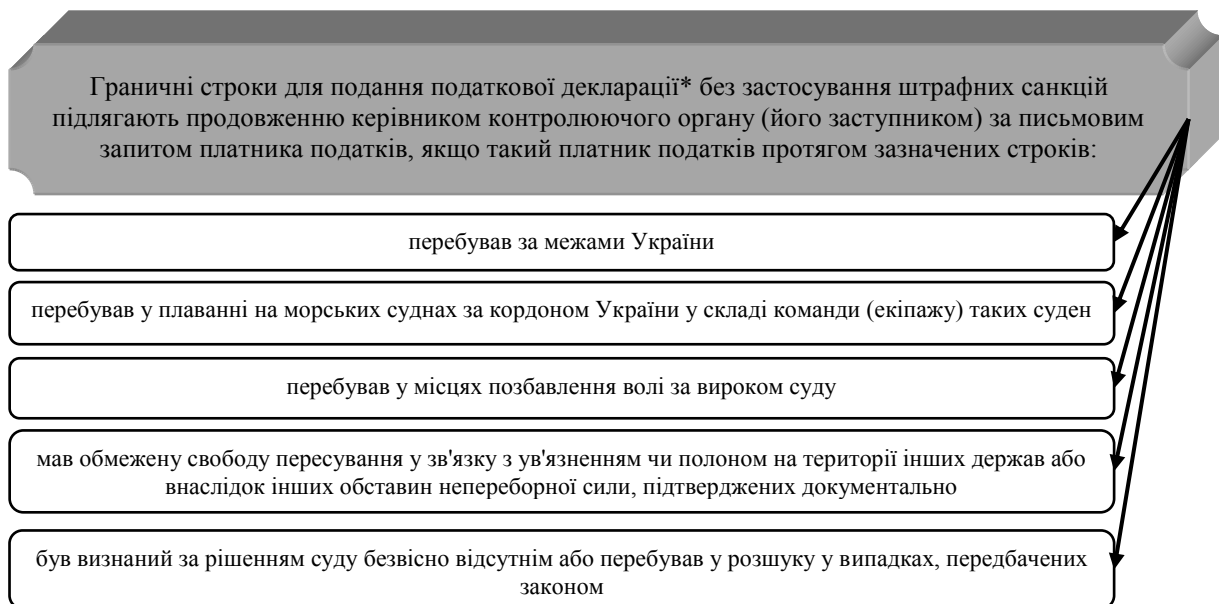 Граничні строки для подання податкової декларації* без застосування штрафних санкцій
підлягають продовженню керівником контролюючого органу (його заступником) за письмовим
запитом платника податків, якщо такий платник податків протягом зазначених строків:
перебував за межами України
перебував у плаванні на морських суднах за кордоном України у складі команди (екіпажу) таких суден
перебував у місцях позбавлення волі за вироком суду
мав обмежену свободу пересування у зв'язку з ув'язненням чи полоном на території інших держав або
внаслідок інших обставин непереборної сили, підтверджених документально
був визнаний за рішенням суду безвісно відсутнім або перебував у розшуку у випадках, передбачених
законом